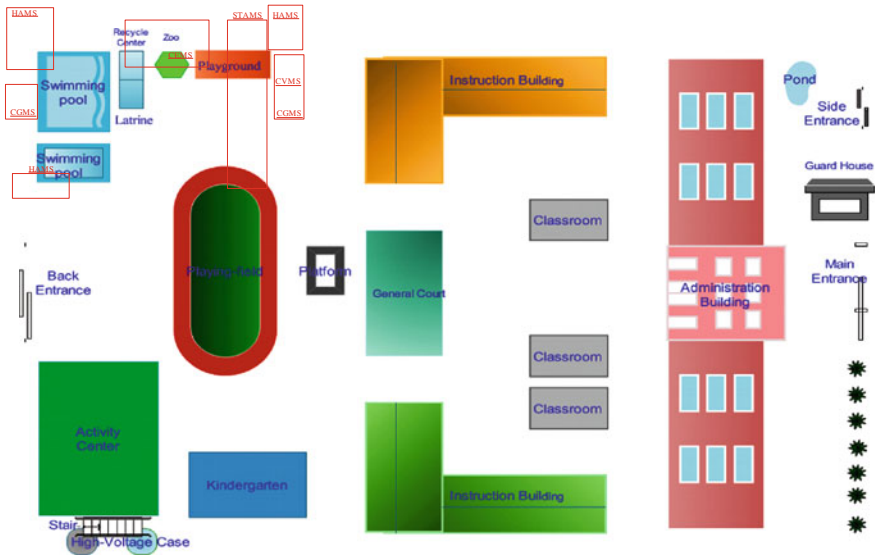 HAMS
STAMS
HAMS
Recycle
Center
Zoo
CEMS
Playground
Swimming
pool
CGMS
Latrine
CVMS
CGMS
Instruction Building
Pond
Side
Entrance
Swimming
pool
HAMS
Guard House
Classroom
Back
Entrance
Playing-field
Platform
General Court
Administration
Building
Main
Entrance
Classroom
Classroom
Activity
Center
Kindergarten
Instruction Building
Stair
High-Voltage Case